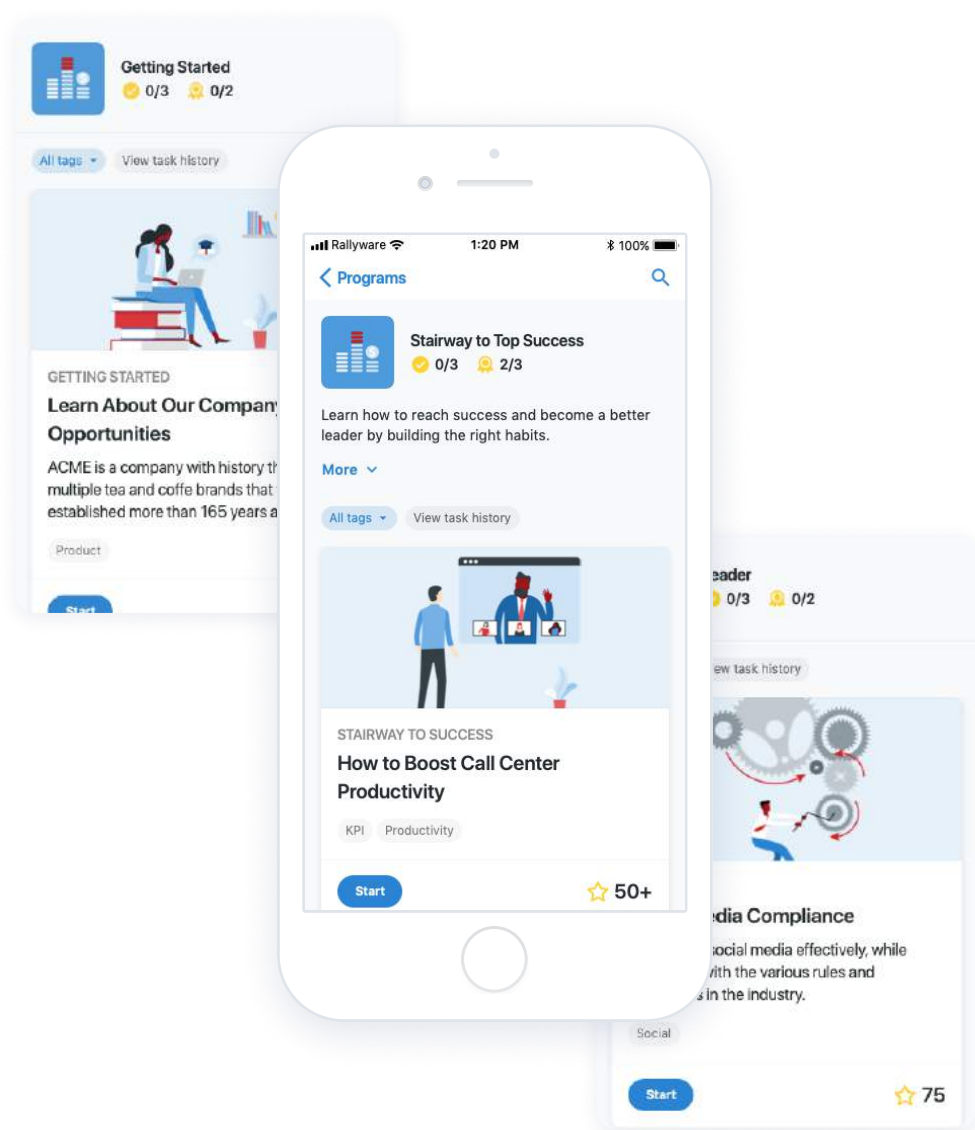 Getting Started
0/3 0/2
All tags View task history
GETTING STARTED
Learn About Our Company
Opportunities
ACME is a company with history
multiple tea and coffe brands that
established more than 165 years
Product
Start
Rallyware 1:20 PM 100%
Programs
Stairway to Top Success
0/3 2/3
Learn how to reach success and become a better
leader by building the right habits.
More
All tags View task history
STAIRWAY TO SUCCESS
How to Boost Call Center
Productivity
KPI Productivity
Start 50+
eader
0/3 0/2
ew task history
dia Compliance
social media effectively, while
with the various rules and
s in the industry.
Social
Start 75